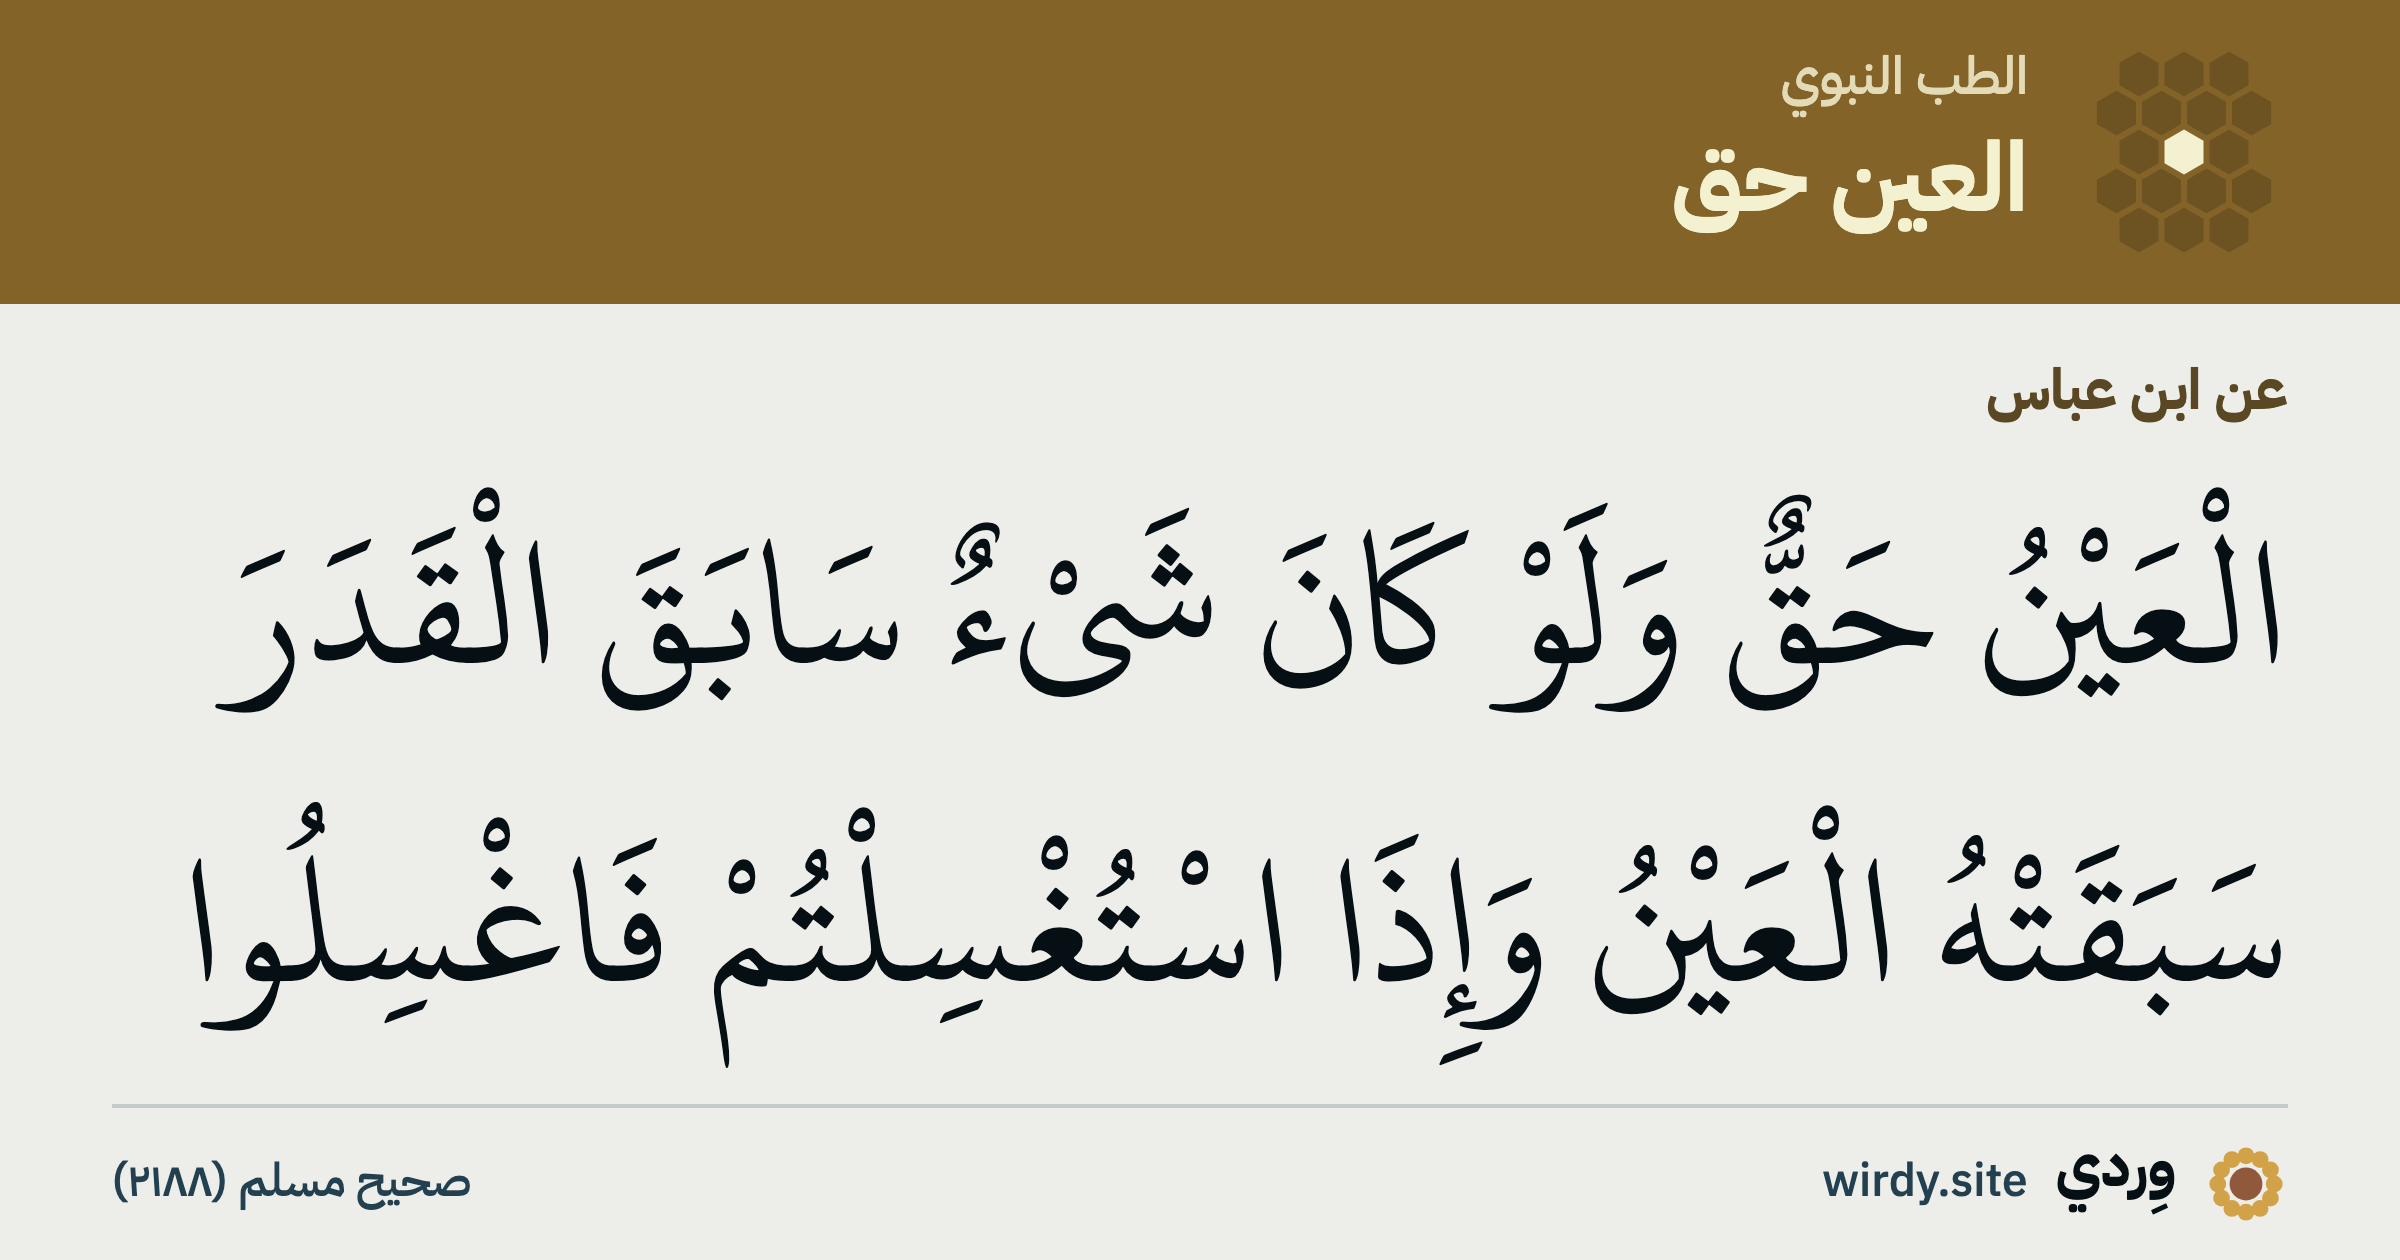 الطب النبوي
العين حق
عن ابن عباس
الْعَيْنُ حَقٌّ وَلَوْ كَانَ شَىْءٌ سَابَقَ الْقَدَرَ
سَبَقَتْهُ الْعَيْنُ وَإِذَا اسْتُغْسِلْتُمْ فَاغْسِلُوا
وِردي wirdy.site
صحيح مسلم (٢١٨٨)